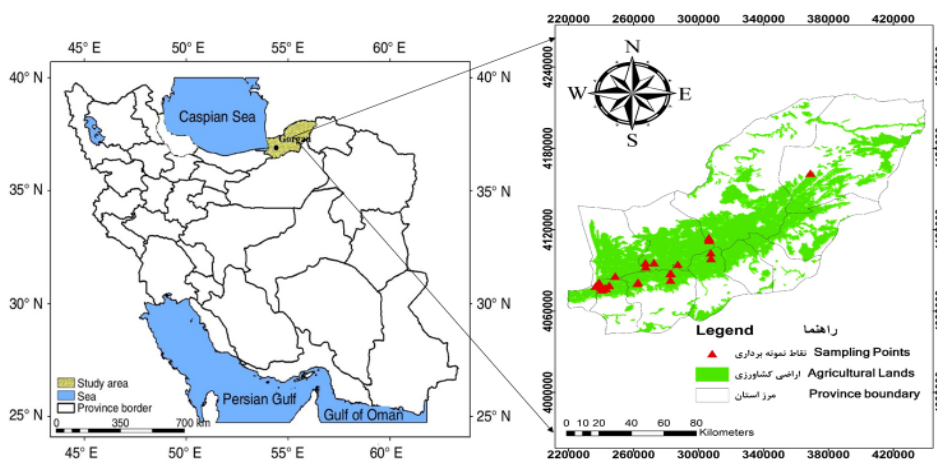 45° E 50° E 55° E 60° E
40° N
35° N
30° N
25° N
40° N
35° N
30° N
25° N
Caspian Sea
Gorgan
Persian Gulf
Gulf of Oman
Study area
Sea
Province border
0 350 700 km
45° E 50° E 55° E 60° E
220000 260000 300000 340000 380000 420000
4240000
4180000
4120000
4060000
4000000
N
W E
S
Legend راهنما
نقاط نمونه برداری Sampling Points
اراضی کشاورزی Agricultural Lands
مرز استان Province boundary
0 10 20 40 60 80
Kilometers
220000 260000 300000 340000 380000 420000